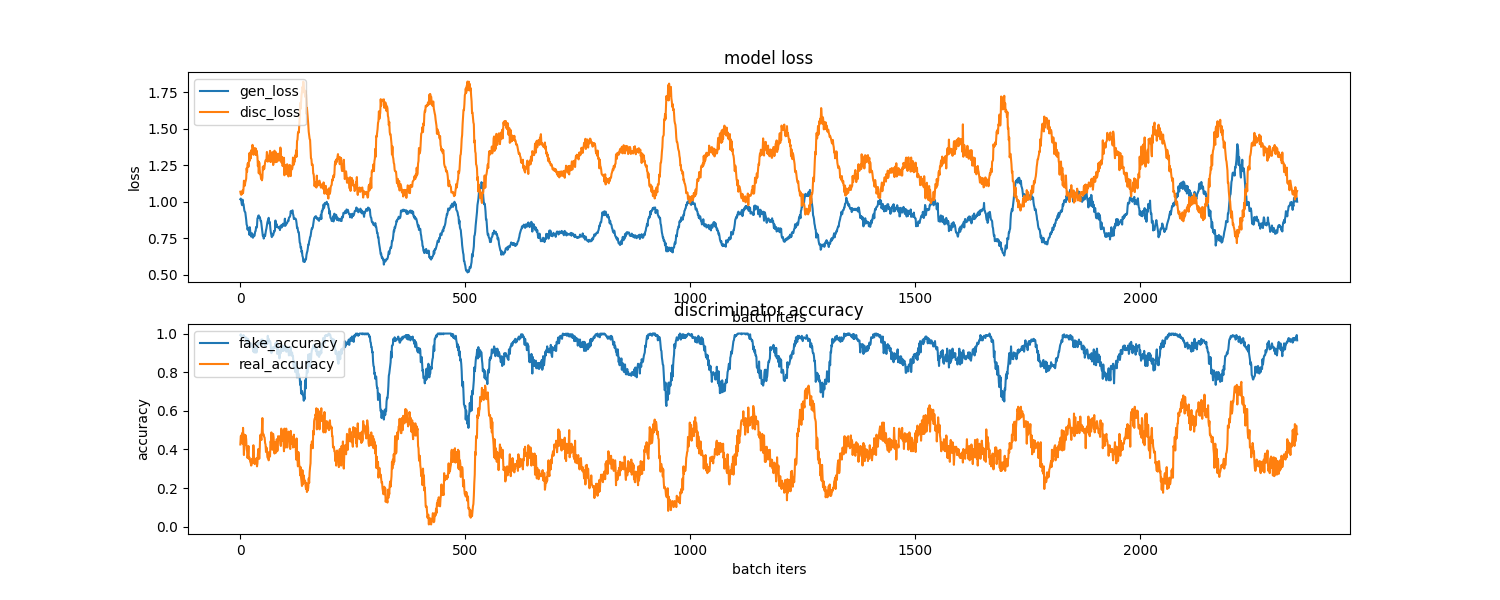 model loss
1.75
1.50
1.25
1.00
0.75
0.50
loss
gen_loss
disc_loss
0 500 1000 1500 2000
batch iters
discriminator accuracy
1.0
0.8
0.6
0.4
0.2
0.0
accuracy
fake_accuracy
real_accuracy
0 500 1000 1500 2000
batch iters